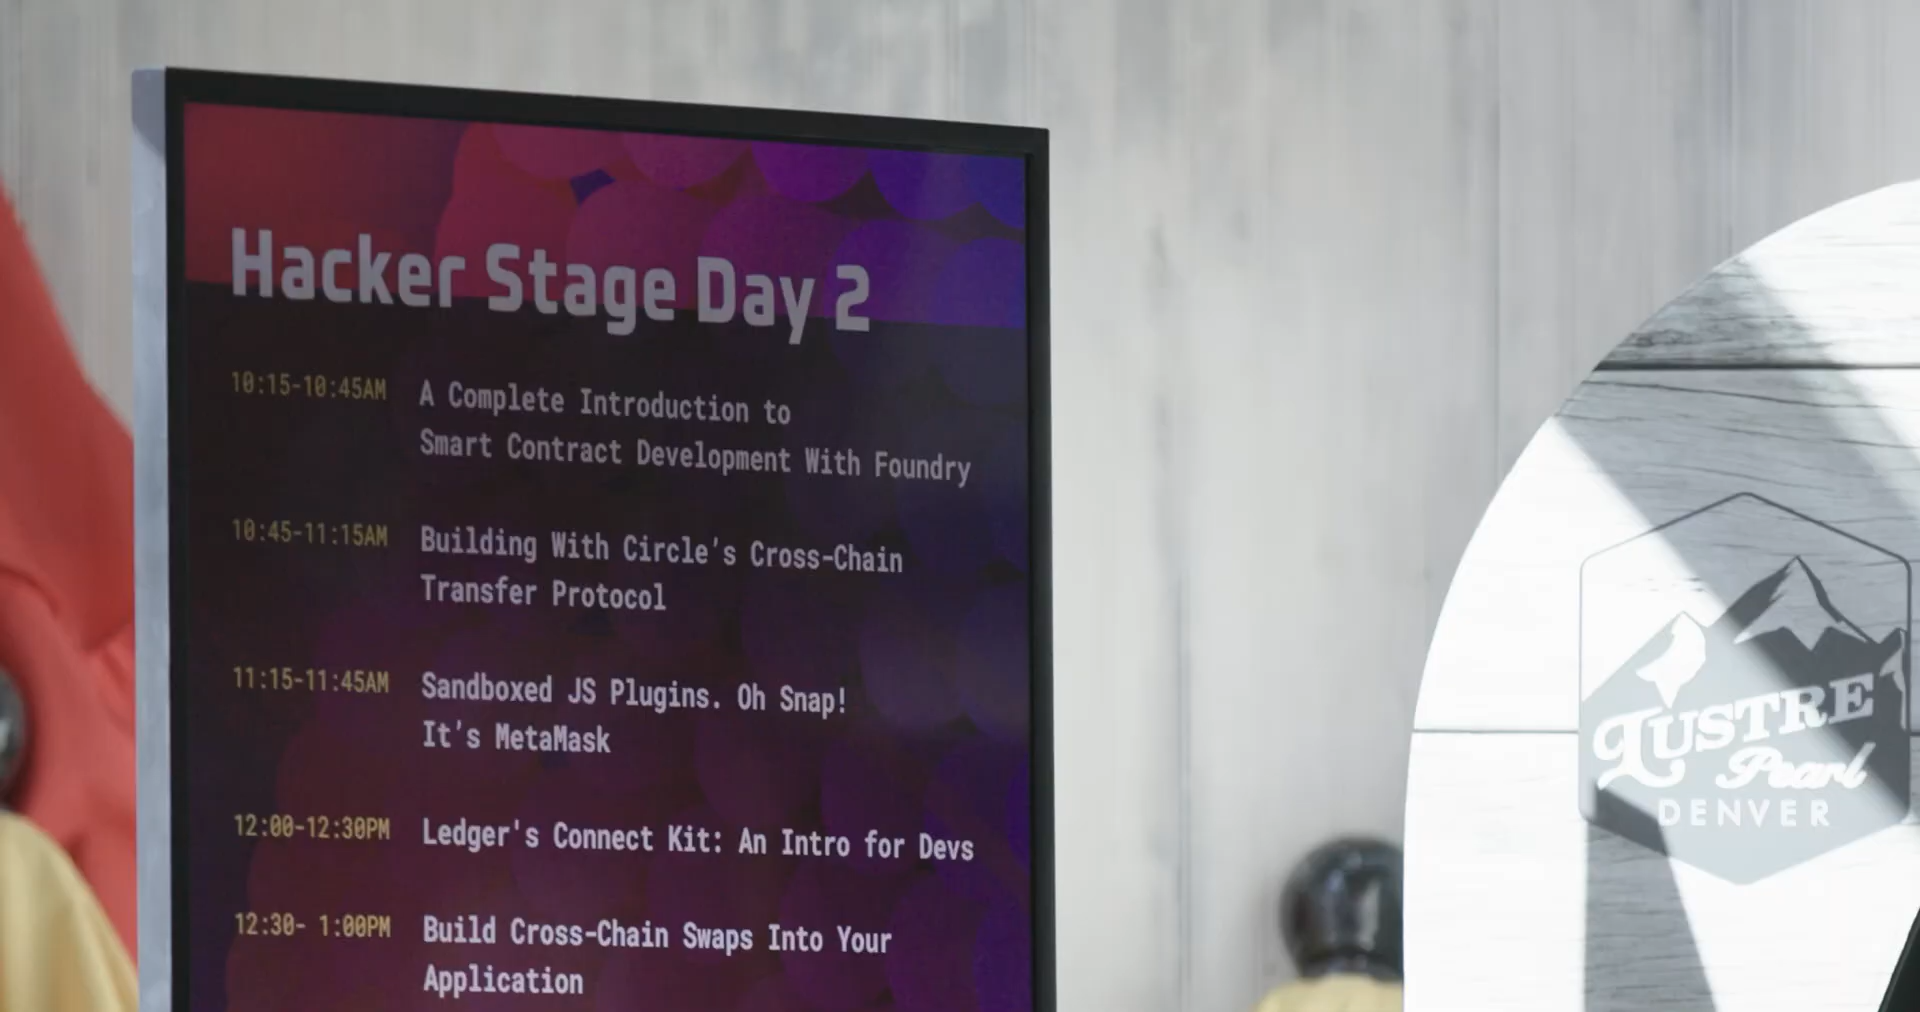 Hacker Stage Day 2
10:15-10:45AM
A Complete Introduction to
Smart Contract Development With Foundry
10:45-11:15AM
Building With Circle’s Cross-Chain
Transfer Protocol
11:15-11:45AM
Sandboxed JS Plugins. Oh Snap!
It’s MetaMask
12:00-12:30PM
Ledger's Connect Kit: An Intro for Devs
12:30- 1:00PM
Build Cross-Chain Swaps Into Your
Application
LUSTRE
Pearl
DENVER